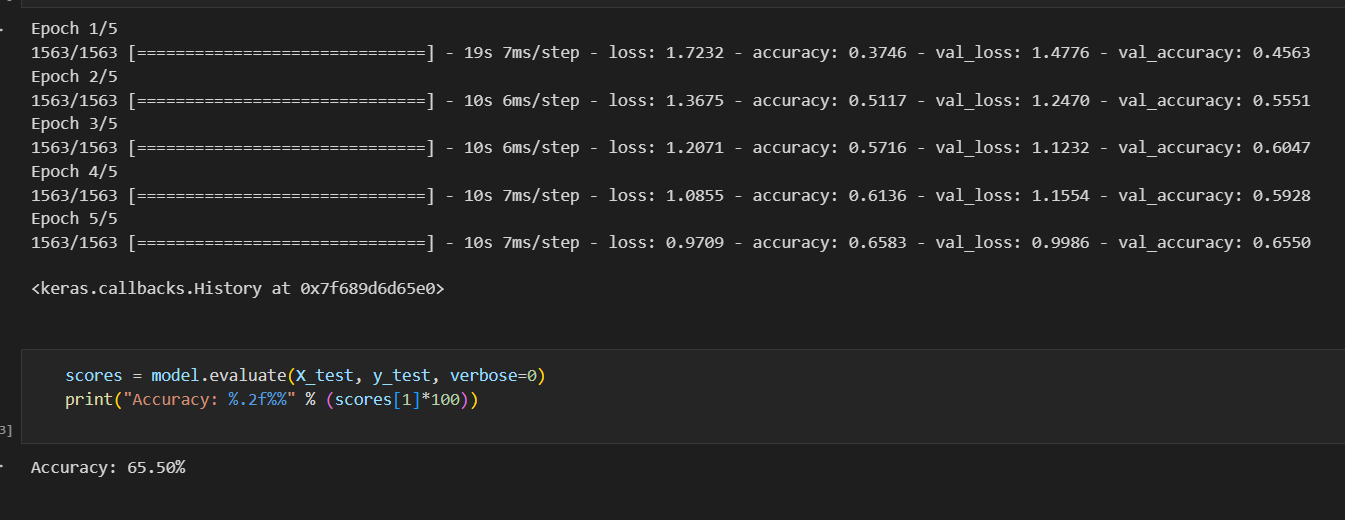 Epoch 1/5
1563/1563 [==============================] - 19s 7ms/step - loss: 1.7232 - accuracy: 0.3746 - val_loss: 1.4776 - val_accuracy: 0.4563
Epoch 2/5
1563/1563 [==============================] - 10s 6ms/step - loss: 1.3675 - accuracy: 0.5117 - val_loss: 1.2470 - val_accuracy: 0.5551
Epoch 3/5
1563/1563 [==============================] - 10s 6ms/step - loss: 1.2071 - accuracy: 0.5716 - val_loss: 1.1232 - val_accuracy: 0.6047
Epoch 4/5
1563/1563 [==============================] - 10s 7ms/step - loss: 1.0855 - accuracy: 0.6136 - val_loss: 1.1554 - val_accuracy: 0.5928
Epoch 5/5
1563/1563 [==============================] - 10s 7ms/step - loss: 0.9709 - accuracy: 0.6583 - val_loss: 0.9986 - val_accuracy: 0.6550
<keras.callbacks.History at 0x7f689d6d65e0>
scores = model.evaluate(X_test, y_test, verbose=0)
print("Accuracy: %.2f%%" % (scores[1]*100))
3]
Accuracy: 65.50%